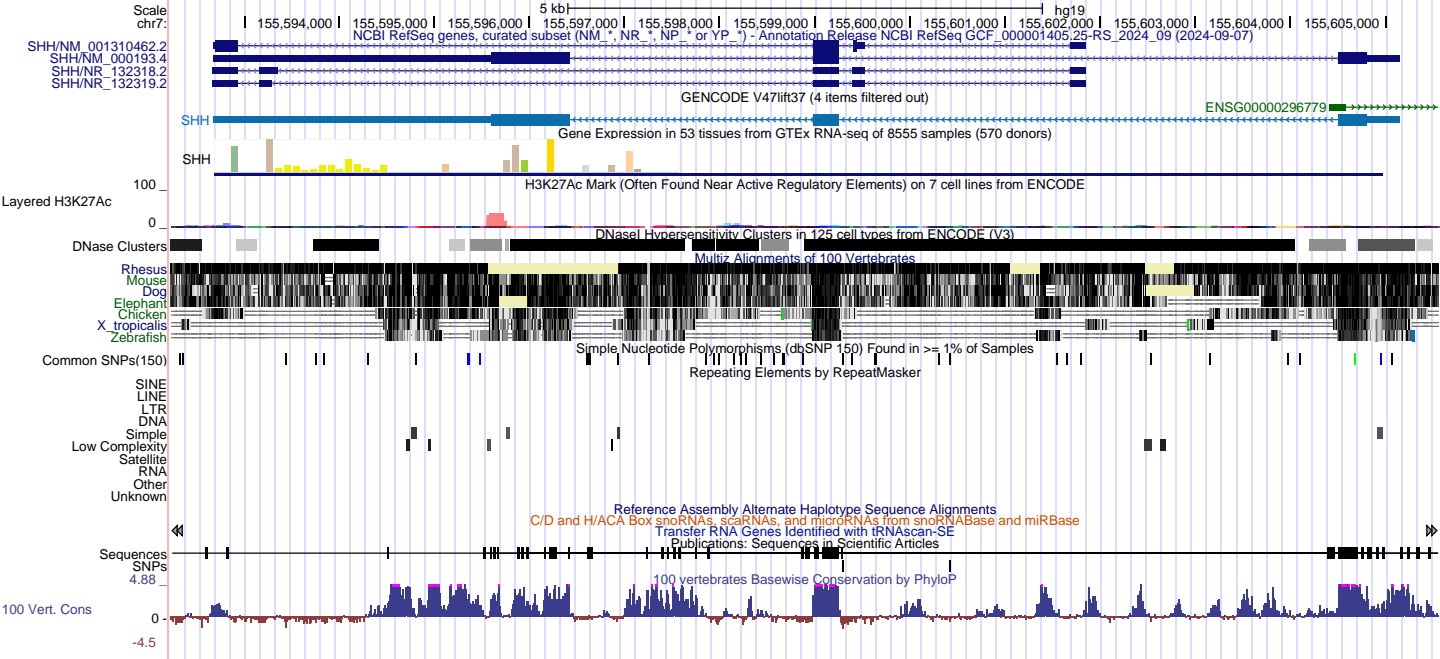 Scale 5 kb hg19
chr7: 155,594,000 155,595,000 155,596,000 155,597,000 155,598,000 155,599,000 155,600,000 155,601,000 155,602,000 155,603,000 155,604,000 155,605,000
NCBI RefSeq genes, curated subset (NM_*, NR_*, NP_* or YP_*) - Annotation Release NCBI RefSeq GCF_000001405.25-RS_2024_09 (2024-09-07)
SHH/NM_001310462.2
SHH/NM_000193.4
SHH/NR_132318.2
SHH/NR_132319.2
GENCODE V47lift37 (4 items filtered out)
ENSG00000296779
SHH
Gene Expression in 53 tissues from GTEx RNA-seq of 8555 samples (570 donors)
SHH
H3K27Ac Mark (Often Found Near Active Regulatory Elements) on 7 cell lines from ENCODE
100 _
Layered H3K27Ac
0 _
DNaseI Hypersensitivity Clusters in 125 cell types from ENCODE (V3)
DNase Clusters
Multiz Alignments of 100 Vertebrates
Rhesus
Mouse
Dog
Elephant
Chicken
X_tropicalis
Zebrafish
Simple Nucleotide Polymorphisms (dbSNP 150) Found in >= 1% of Samples
Common SNPs(150)
Repeating Elements by RepeatMasker
SINE
LINE
LTR
DNA
Simple
Low Complexity
Satellite
RNA
Other
Unknown
Reference Assembly Alternate Haplotype Sequence Alignments
C/D and H/ACA Box snoRNAs, scaRNAs, and microRNAs from snoRNABase and miRBase
Transfer RNA Genes Identified with tRNAscan-SE
Publications: Sequences in Scientific Articles
Sequences
SNPs
100 vertebrates Basewise Conservation by PhyloP
4.88 _
100 Vert. Cons
0 -
-4.5